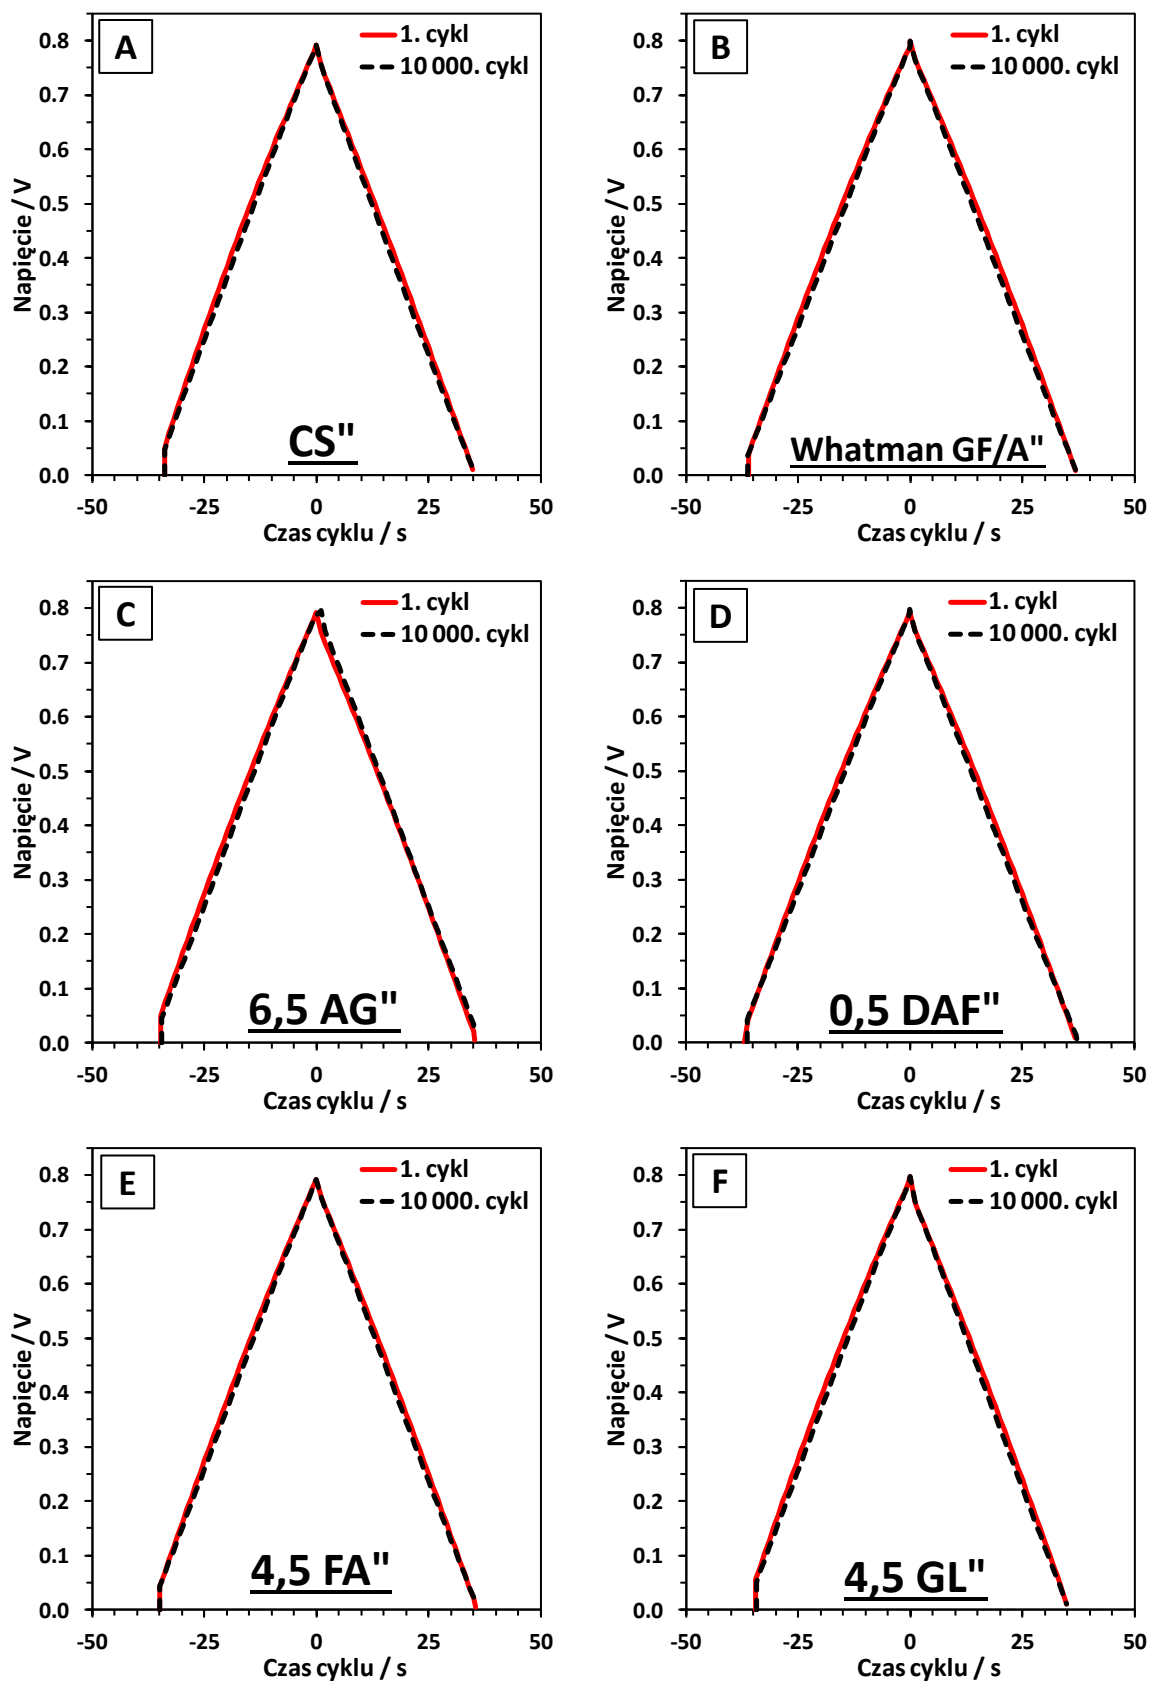 A
1. cykl
10 000. cykl
0.8
0.7
0.6
0.5
0.4
0.3
0.2
0.1
0.0
Napięcie / V
CS"
-50 -25 0 25 50
Czas cyklu / s
B
1. cykl
10 000. cykl
0.8
0.7
0.6
0.5
0.4
0.3
0.2
0.1
0.0
Napięcie / V
Whatman GF/A"
-50 -25 0 25 50
Czas cyklu / s
C
1. cykl
10 000. cykl
0.8
0.7
0.6
0.5
0.4
0.3
0.2
0.1
0.0
Napięcie / V
6,5 AG"
-50 -25 0 25 50
Czas cyklu / s
D
1. cykl
10 000. cykl
0.8
0.7
0.6
0.5
0.4
0.3
0.2
0.1
0.0
Napięcie / V
0,5 DAF"
-50 -25 0 25 50
Czas cyklu / s
E
1. cykl
10 000. cykl
0.8
0.7
0.6
0.5
0.4
0.3
0.2
0.1
0.0
Napięcie / V
4,5 FA"
-50 -25 0 25 50
Czas cyklu / s
F
1. cykl
10 000. cykl
0.8
0.7
0.6
0.5
0.4
0.3
0.2
0.1
0.0
Napięcie / V
4,5 GL"
-50 -25 0 25 50
Czas cyklu / s